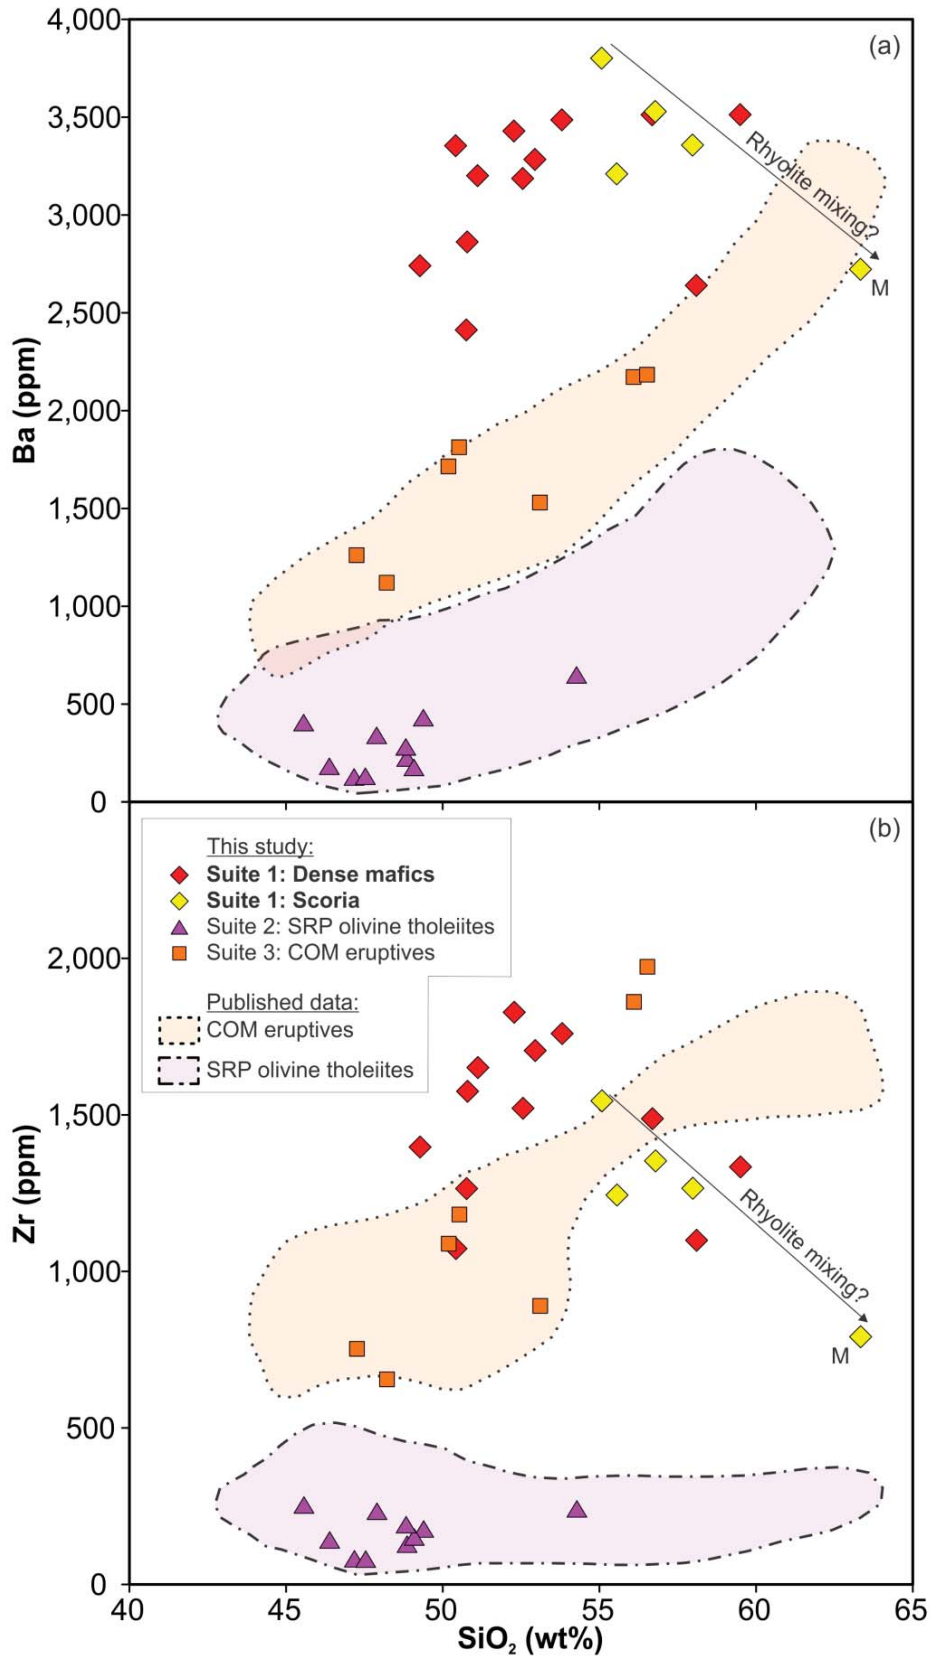 (a)
4,000
3,500
3,000
2,500
2,000
1,500
1,000
500
0
Ba (ppm)
Rhyolite mixing?
M
(b)
This study:
Suite 1: Dense mafics
Suite 1: Scoria
Suite 2: SRP olivine tholeiites
Suite 3: COM eruptives
Published data:
COM eruptives
SRP olivine tholeiites
2,000
1,500
1,000
500
0
Zr (ppm)
Rhyolite mixing?
M
40 45 50 55 60 65
SiO₂ (wt%)